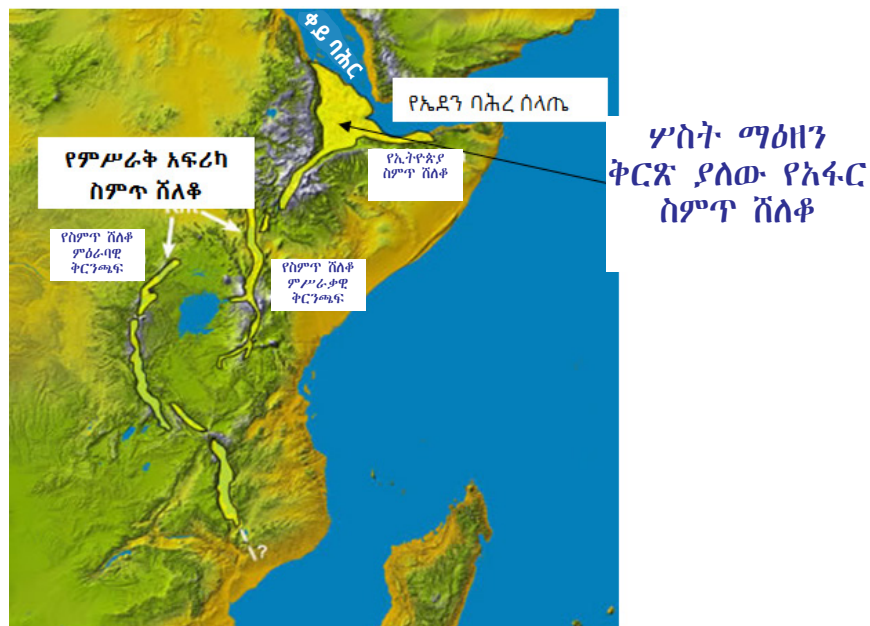 ቀይ ባሕር
የኤደን ባሕረ ሰላጤ
ሦስት ማዕዘን
ቅርጽ ያለው የአፋር
ስምጥ ሸለቆ
የምሥራቅ አፍሪካ
ስምጥ ሸለቆ
የኢትዮጵያ
ስምጥ ሸለቆ
የስምጥ ሸለቆ
ምዕራባዊ
ቅርንጫፍ
የስምጥ ሸለቆ
ምሥራቃዊ
ቅርንጫፍ
?